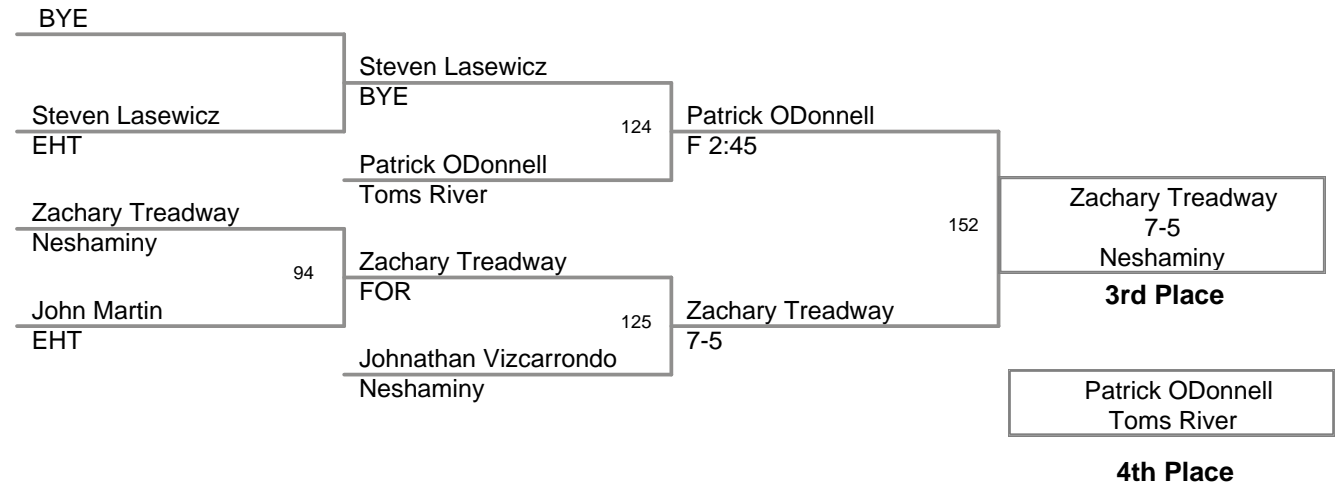 BYE
Steven Lasewicz
EHT
Zachary Treadway
Neshaminy
94
John Martin
EHT
Steven Lasewicz
BYE
124
Patrick ODonnell
Toms River
Zachary Treadway
FOR
125
Johnathan Vizcarrondo
Neshaminy
Patrick ODonnell
F 2:45
152
Zachary Treadway
7-5
Zachary Treadway
7-5
Neshaminy
3rd Place
Patrick ODonnell
Toms River
4th Place